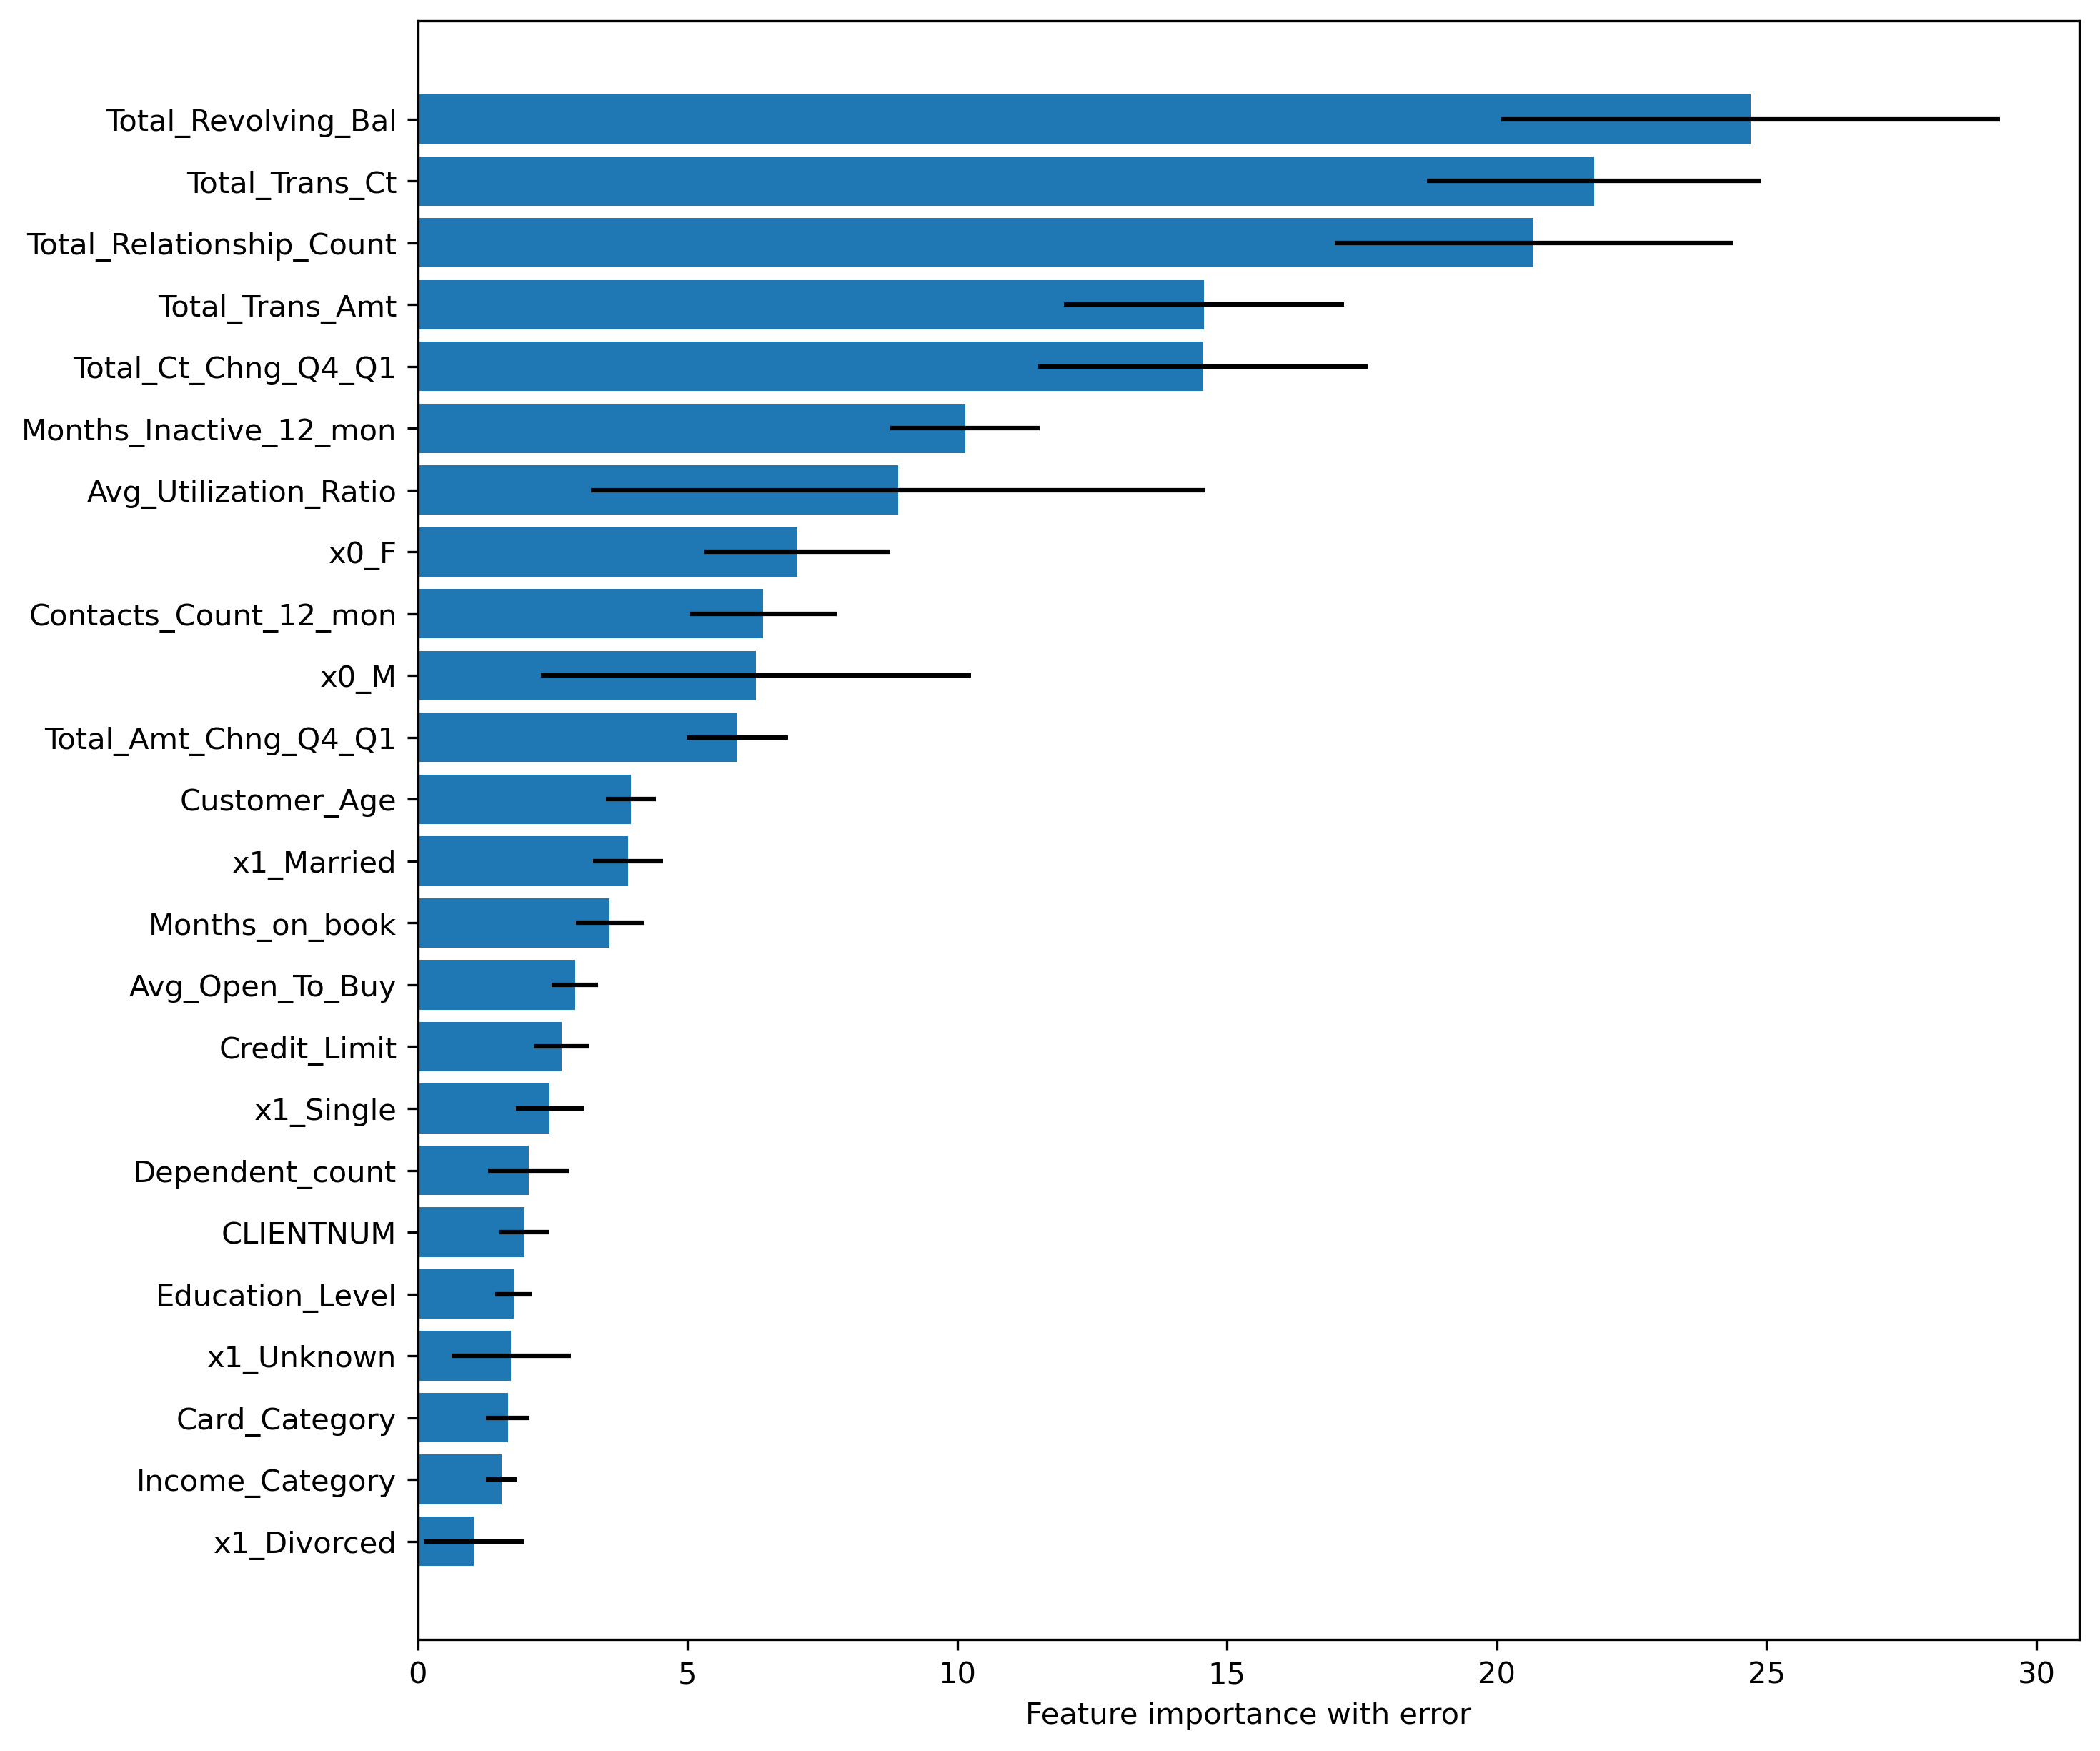 Total_Revolving_Bal
Total_Trans_Ct
Total_Relationship_Count
Total_Trans_Amt
Total_Ct_Chng_Q4_Q1
Months_Inactive_12_mon
Avg_Utilization_Ratio
x0_F
Contacts_Count_12_mon
x0_M
Total_Amt_Chng_Q4_Q1
Customer_Age
x1_Married
Months_on_book
Avg_Open_To_Buy
Credit_Limit
x1_Single
Dependent_count
CLIENTNUM
Education_Level
x1_Unknown
Card_Category
Income_Category
x1_Divorced
0 5 10 15 20 25 30
Feature importance with error